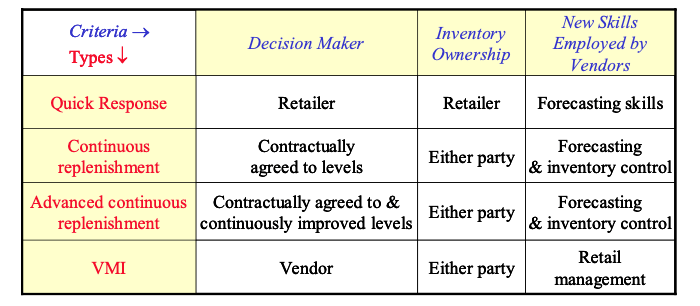 Criteria →
Types ↓
Decision Maker
Inventory
Ownership
New Skills
Employed by
Vendors
Quick Response
Retailer
Retailer
Forecasting skills
Continuous
replenishment
Contractually
agreed to levels
Either party
Forecasting
& inventory control
Advanced continuous
replenishment
Contractually agreed to &
continuously improved levels
Either party
Forecasting
& inventory control
VMI
Vendor
Either party
Retail
management